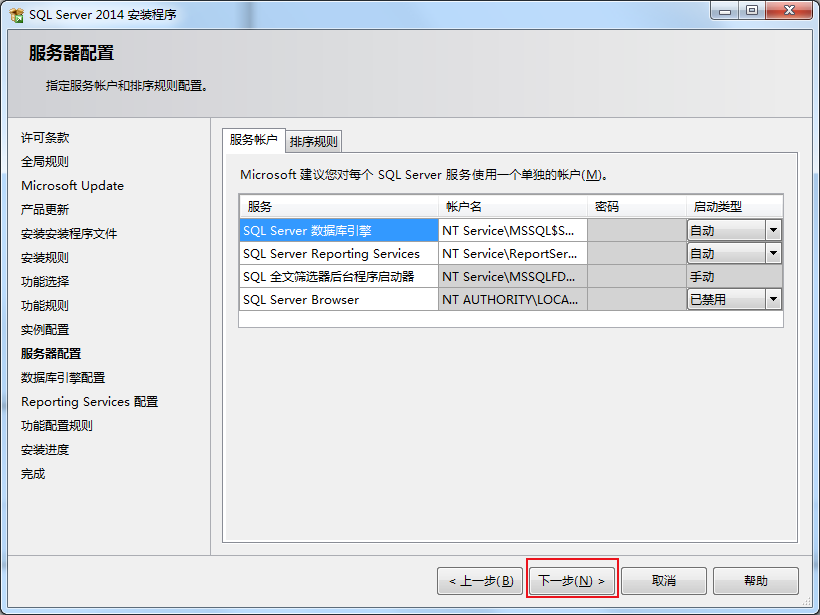 SQL Server 2014 安装程序
服务器配置
指定服务帐户和排序规则配置。
许可条款
全局规则
Microsoft Update
产品更新
安装安装程序文件
安装规则
功能选择
功能规则
实例配置
服务器配置
数据库引擎配置
Reporting Services 配置
功能配置规则
安装进度
完成
服务帐户 排序规则
Microsoft 建议您对每个 SQL Server 服务使用一个单独的帐户(M)。
服务 帐户名 密码 启动类型
SQL Server 数据库引擎 NT Service\MSSQL$S... 自动
SQL Server Reporting Services NT Service\ReportSer... 自动
SQL 全文筛选器后台程序启动器 NT Service\MSSQLFD... 手动
SQL Server Browser NT AUTHORITY\LOCA... 已禁用
< 上一步(B) 下一步(N) > 取消 帮助